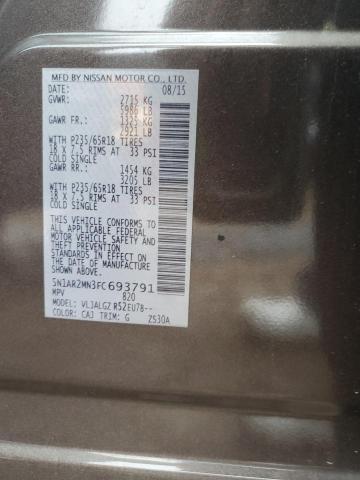 MFD BY NISSAN MOTOR CO., LTD.
DATE: 08/15
GVWR: 2715 KG
5986 LB
GAWR FR.: 1325 KG
2921 LB
WITH P235/65R18 TIRES
18 X 7.5 RIMS AT 33 PSI
COLD SINGLE
GAWR RR.: 1454 KG
3205 LB
WITH P235/65R18 TIRES
18 X 7.5 RIMS AT 33 PSI
COLD SINGLE
THIS VEHICLE CONFORMS TO
ALL APPLICABLE FEDERAL
MOTOR VEHICLE SAFETY AND
THEFT PREVENTION
STANDARDS IN EFFECT ON
THE DATE OF MANUFACTURE
SHOWN ABOVE.
5N1AR2MN3FC693791
MPV 820
MODEL: VLJALGZ R52EU78--
COLOR: CAJ TRIM: G ZS30A